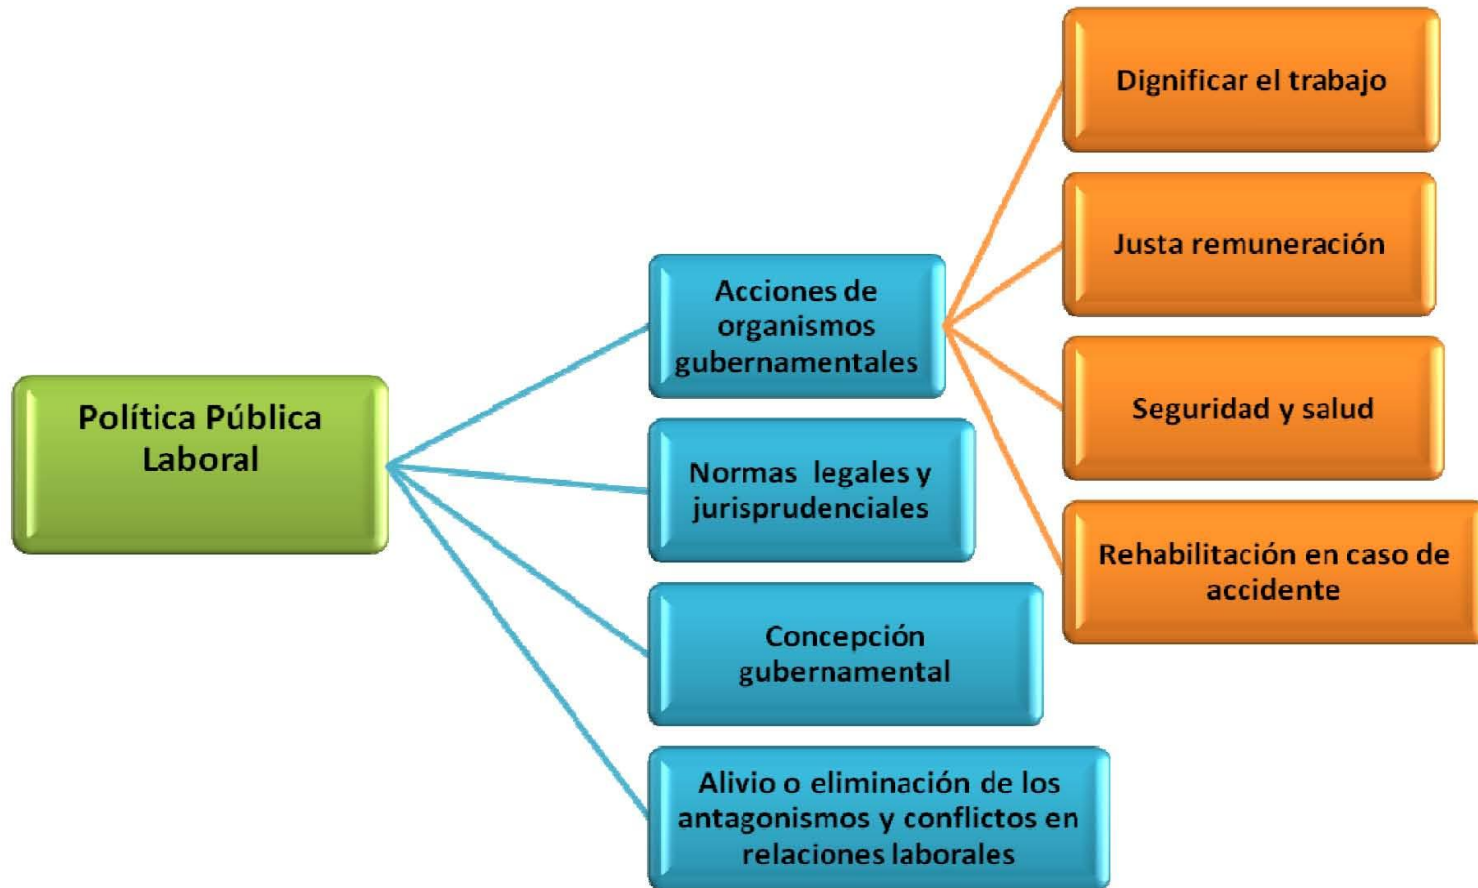 Política Pública
Laboral
Acciones de
organismos
gubernamentales
Normas legales y
jurisprudenciales
Concepción
gubernamental
Alivio o eliminación de los
antagonismos y conflictos en
relaciones laborales
Dignificar el trabajo
Justa remuneración
Seguridad y salud
Rehabilitación en caso de
accidente